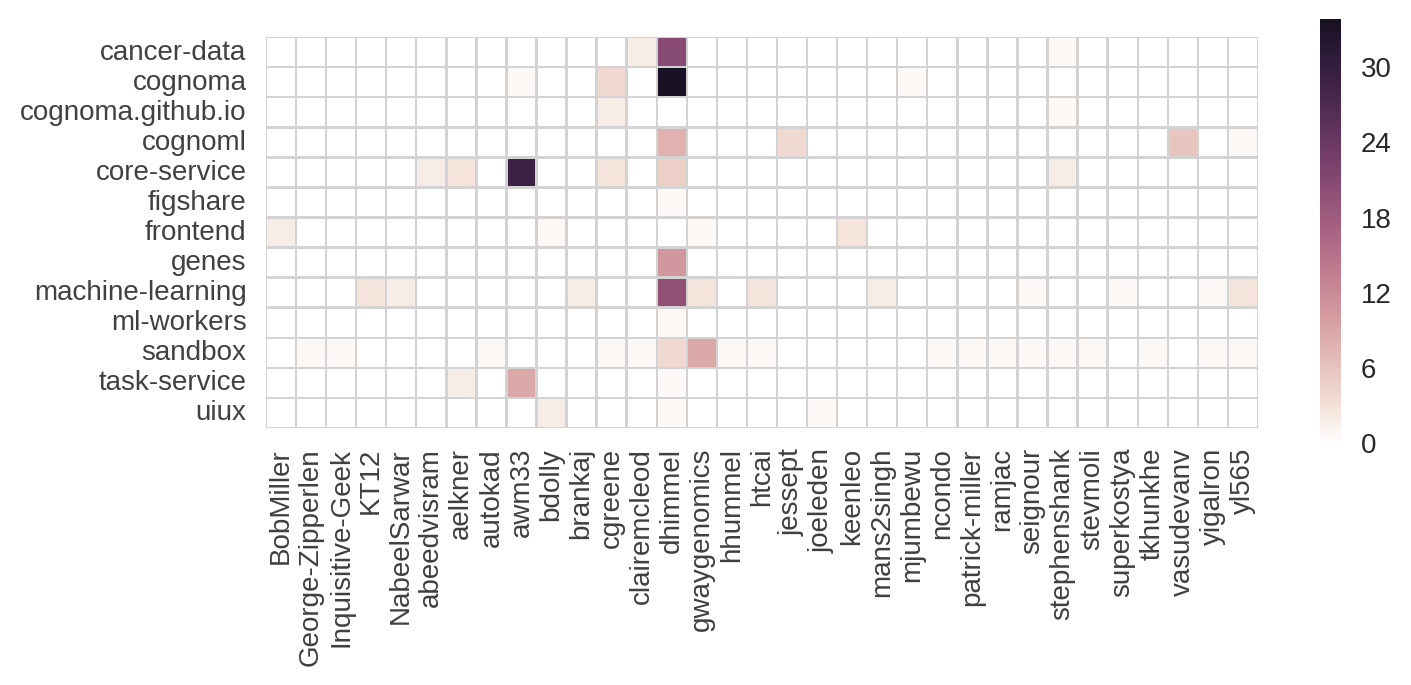 cancer-data
cognoma
cognoma.github.io
cognoml
core-service
figshare
frontend
genes
machine-learning
ml-workers
sandbox
task-service
uiux
BobMiller
George-Zipperlen
Inquisitive-Geek
KT12
NabeelSarwar
abeedvisram
aelkner
autokad
awm33
bdolly
brankaj
cgreene
clairemcleod
dhimmel
gwaygenomics
hhummel
htcai
jessept
joeleden
keenleo
mans2singh
mjumbewu
ncondo
patrick-miller
ramjac
seignour
stephenshank
stevmoli
superkostya
tkhunkhe
vasudevanv
yigalron
yl565
30
24
18
12
6
0